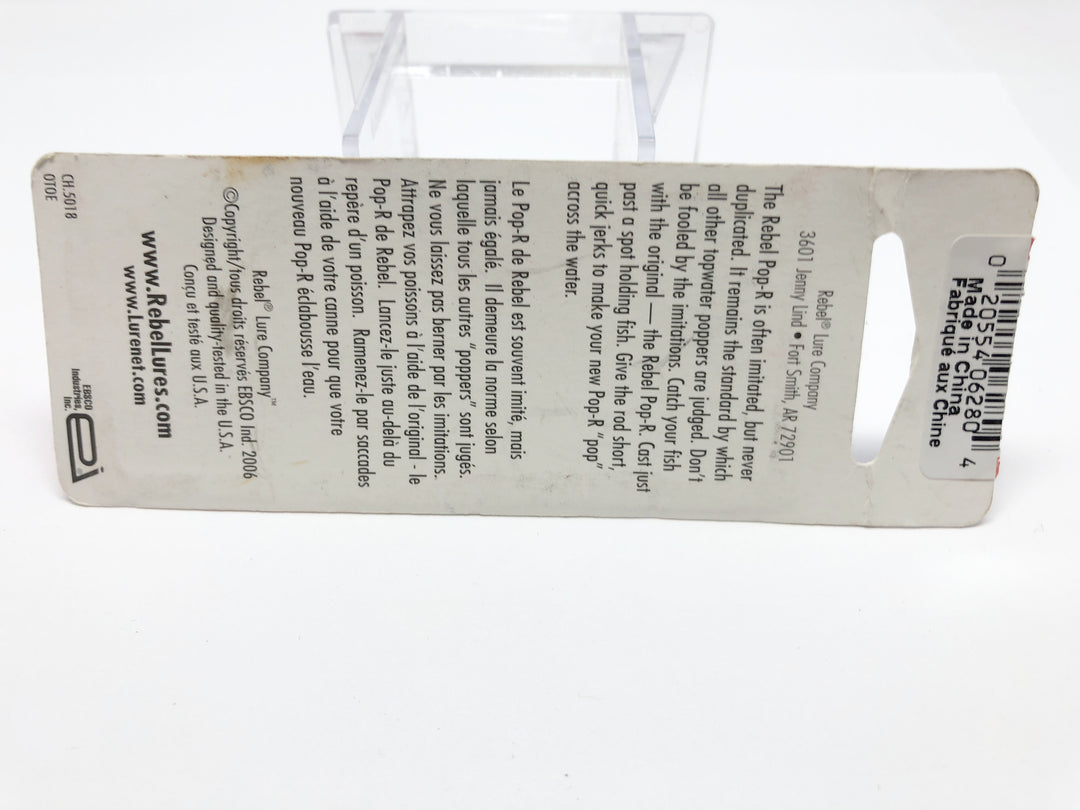 0 20554 06280 4
Made in China
Fabriqué aux Chine
Rebel® Lure Company
3601 Jenny Lind • Fort Smith, AR 72901
The Rebel Pop-R is often imitated, but never
duplicated. It remains the standard by which
all other topwater poppers are judged. Don't
be fooled by the imitations. Catch your fish
with the original — the Rebel Pop-R. Cast just
past a spot holding fish. Give the rod short,
quick jerks to make your new Pop-R "pop"
across the water.
Le Pop-R de Rebel est souvent imité, mais
jamais égalé. Il demeure la norme selon
laquelle tous les autres "poppers" sont jugés.
Ne vous laissez pas berner par les imitations.
Attrapez vos poissons à l'aide de l'original - le
Pop-R de Rebel. Lancez-le juste au-delà du
repère d'un poisson. Ramenez-le par saccades
à l'aide de votre canne pour que votre
nouveau Pop-R éclabousse l'eau.
Rebel® Lure Company™
©Copyright/tous droits réservés EBSCO Ind. 2006
Designed and quality-tested in the U.S.A.
Conçu et testé aux U.S.A.
www.RebelLures.com
www.Lurenet.com
EBSCO
Industries,
Inc.
CH.5018
OTOE